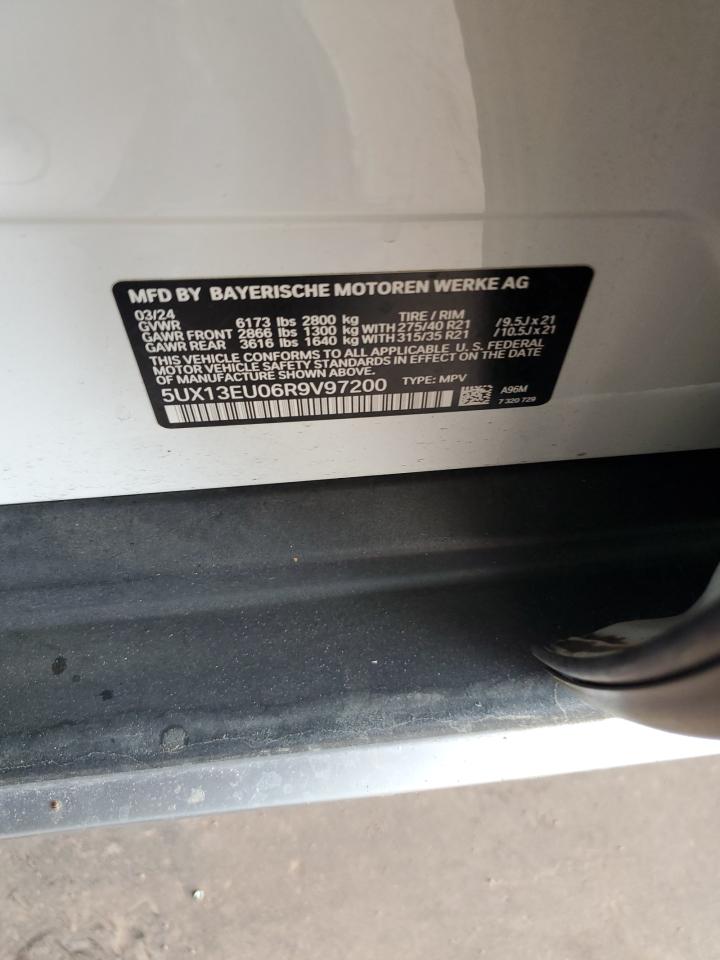 MFD BY BAYERISCHE MOTOREN WERKE AG
03/24 TIRE / RIM
GVWR 6173 lbs 2800 kg
GAWR FRONT 2866 lbs 1300 kg WITH 275/40 R21 /9.5J x 21
GAWR REAR 3616 lbs 1640 kg WITH 315/35 R21 /10.5J x 21
THIS VEHICLE CONFORMS TO ALL APPLICABLE U.S. FEDERAL
MOTOR VEHICLE SAFETY STANDARDS IN EFFECT ON THE DATE
OF MANUFACTURE SHOWN ABOVE.
5UX13EU06R9V97200 TYPE: MPV
A96M
7 320 729